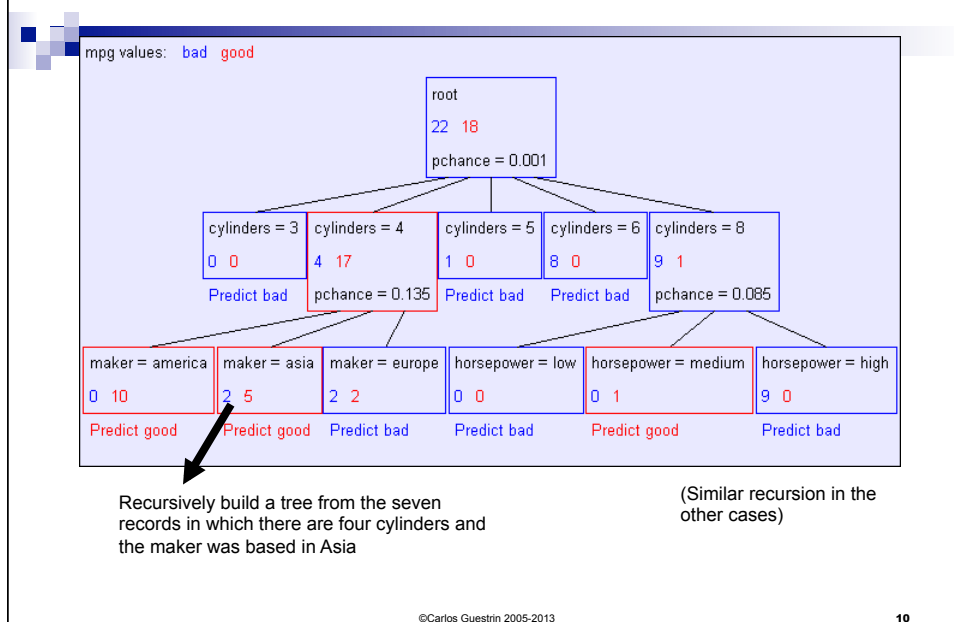 mpg values: bad good
root
22 18
pchance = 0.001
cylinders = 3 cylinders = 4 cylinders = 5 cylinders = 6 cylinders = 8
0 0 4 17 1 0 8 0 9 1
Predict bad pchance = 0.135 Predict bad Predict bad pchance = 0.085
maker = america maker = asia maker = europe horsepower = low horsepower = medium horsepower = high
0 10 2 5 2 2 0 0 0 1 9 0
Predict good Predict good Predict bad Predict bad Predict good Predict bad
Recursively build a tree from the seven
records in which there are four cylinders and
the maker was based in Asia
(Similar recursion in the
other cases)
©Carlos Guestrin 2005-2013 10